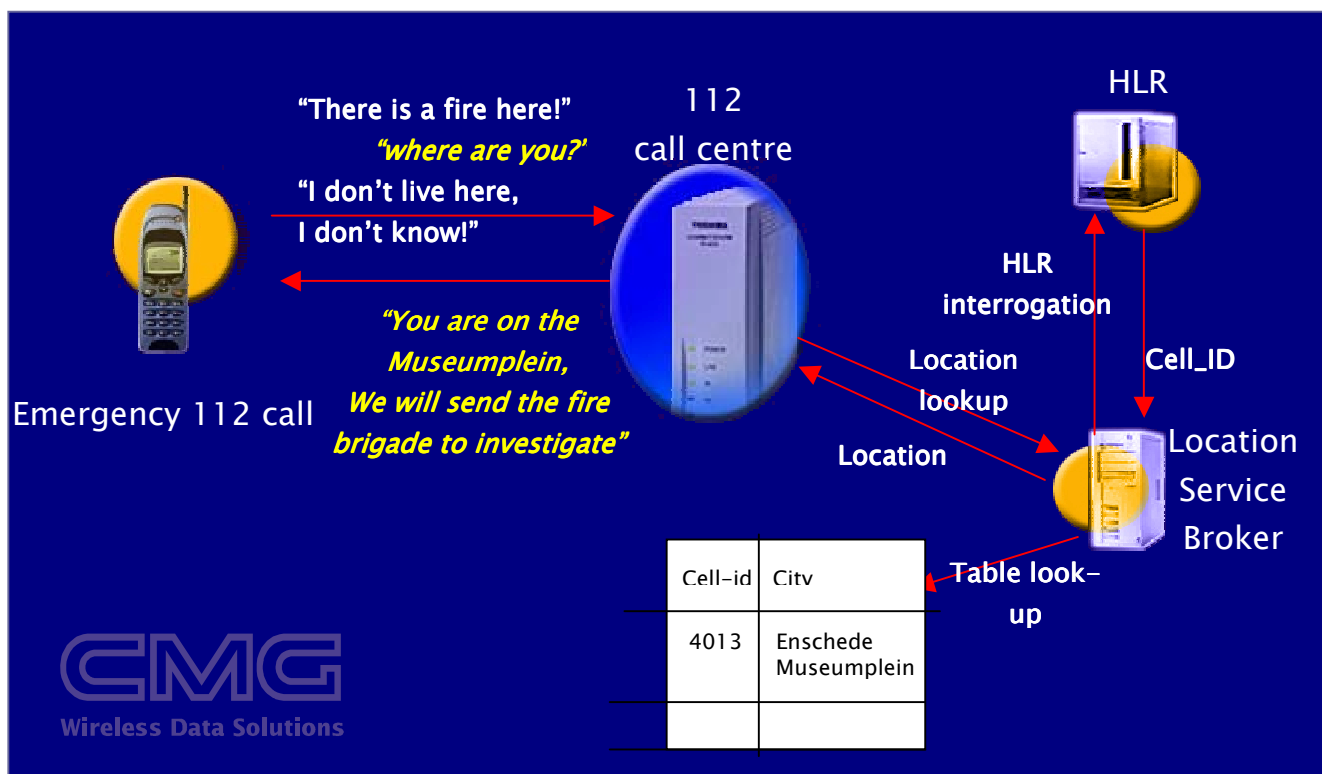 “There is a fire here!”
“where are you?’
“I don’t live here,
I don’t know!”
112
call centre
HLR
Emergency 112 call
“You are on the
Museumplein,
We will send the fire
brigade to investigate”
HLR
interrogation
Location
lookup
Cell_ID
Location
Location
Service
Broker
Table look-
up
Cell-id City
4013 Enschede
Museumplein
TOSHIBA
CMG
Wireless Data Solutions